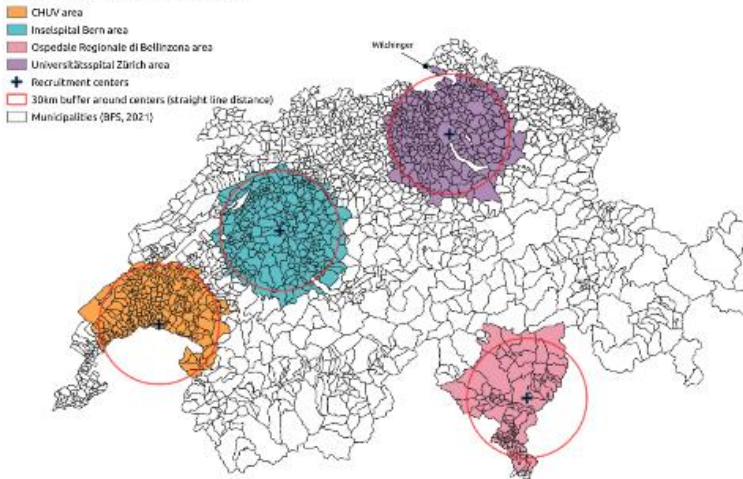 CHUV area
Inselspital Bern area
Ospedale Regionale di Bellinzona area
Universitätsspital Zürich area
Recruitment centers
30km buffer around centers (straight line distance)
Municipalities (BFS, 2021)
Wilchinger